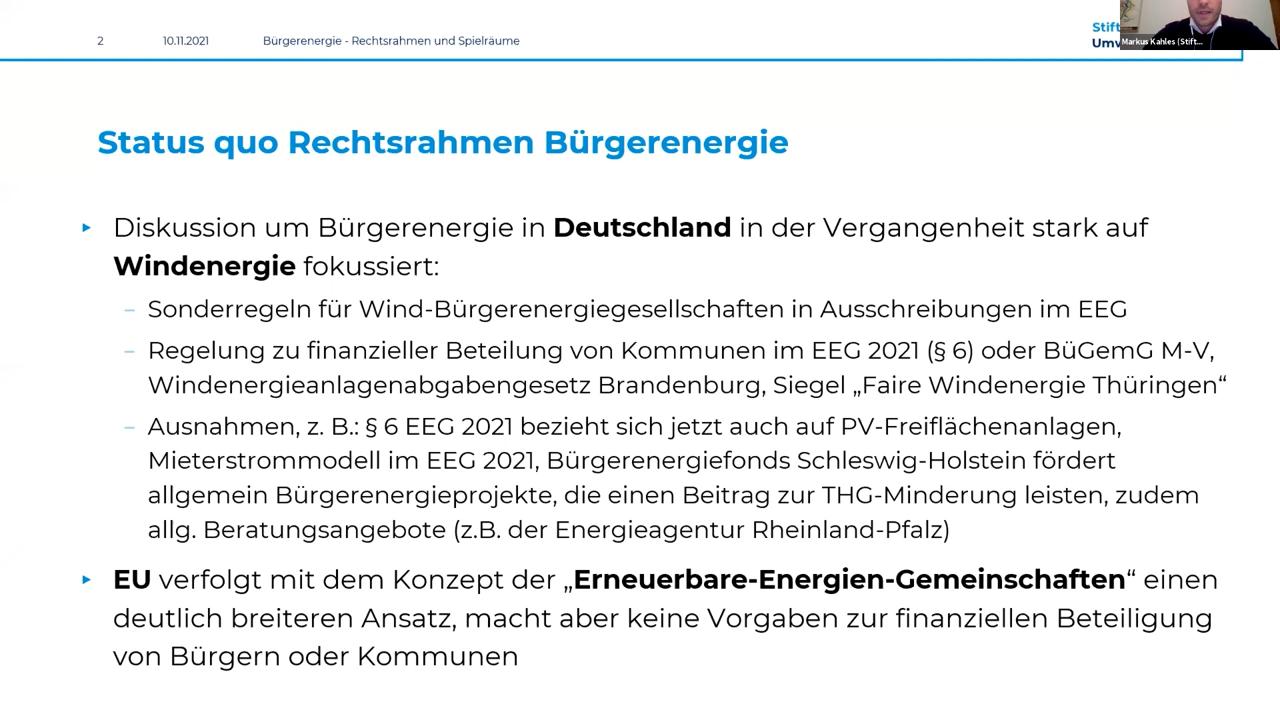 2 10.11.2021 Bürgerenergie - Rechtsrahmen und Spielräume
Stift
Markus Kahles (Stift...
Status quo Rechtsrahmen Bürgerenergie
▸ Diskussion um Bürgerenergie in Deutschland in der Vergangenheit stark auf
Windenergie fokussiert:
– Sonderregeln für Wind-Bürgerenergiegesellschaften in Ausschreibungen im EEG
– Regelung zu finanzieller Beteilung von Kommunen im EEG 2021 (§ 6) oder BüGemG M-V,
Windenergieanlagenabgabengesetz Brandenburg, Siegel „Faire Windenergie Thüringen“
– Ausnahmen, z. B.: § 6 EEG 2021 bezieht sich jetzt auch auf PV-Freiflächenanlagen,
Mieterstrommodell im EEG 2021, Bürgerenergiefonds Schleswig-Holstein fördert
allgemein Bürgerenergieprojekte, die einen Beitrag zur THG-Minderung leisten, zudem
allg. Beratungsangebote (z.B. der Energieagentur Rheinland-Pfalz)
▸ EU verfolgt mit dem Konzept der „Erneuerbare-Energien-Gemeinschaften“ einen
deutlich breiteren Ansatz, macht aber keine Vorgaben zur finanziellen Beteiligung
von Bürgern oder Kommunen